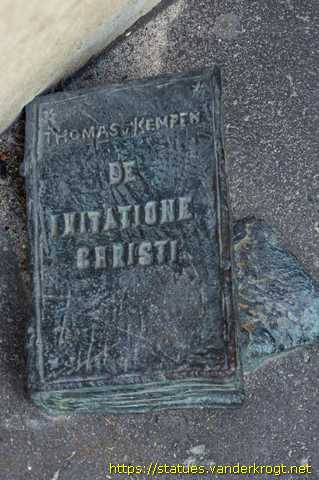 THOMAS v KEMPEN
DE
IMITATIONE
CHRISTI
https://statues.vanderkrogt.net